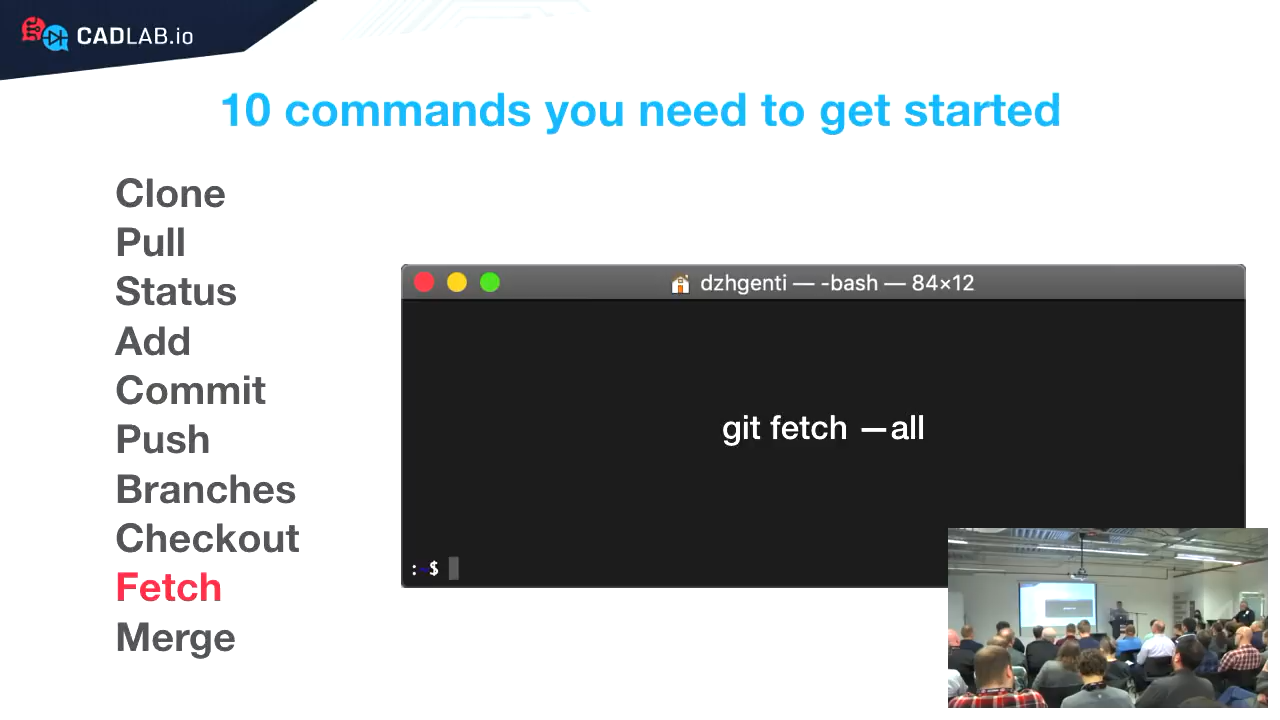 CADLAB.io
10 commands you need to get started
Clone
Pull
Status
Add
Commit
Push
Branches
Checkout
Fetch
Merge
dzhgenti — -bash — 84×12
git fetch —all
:~$